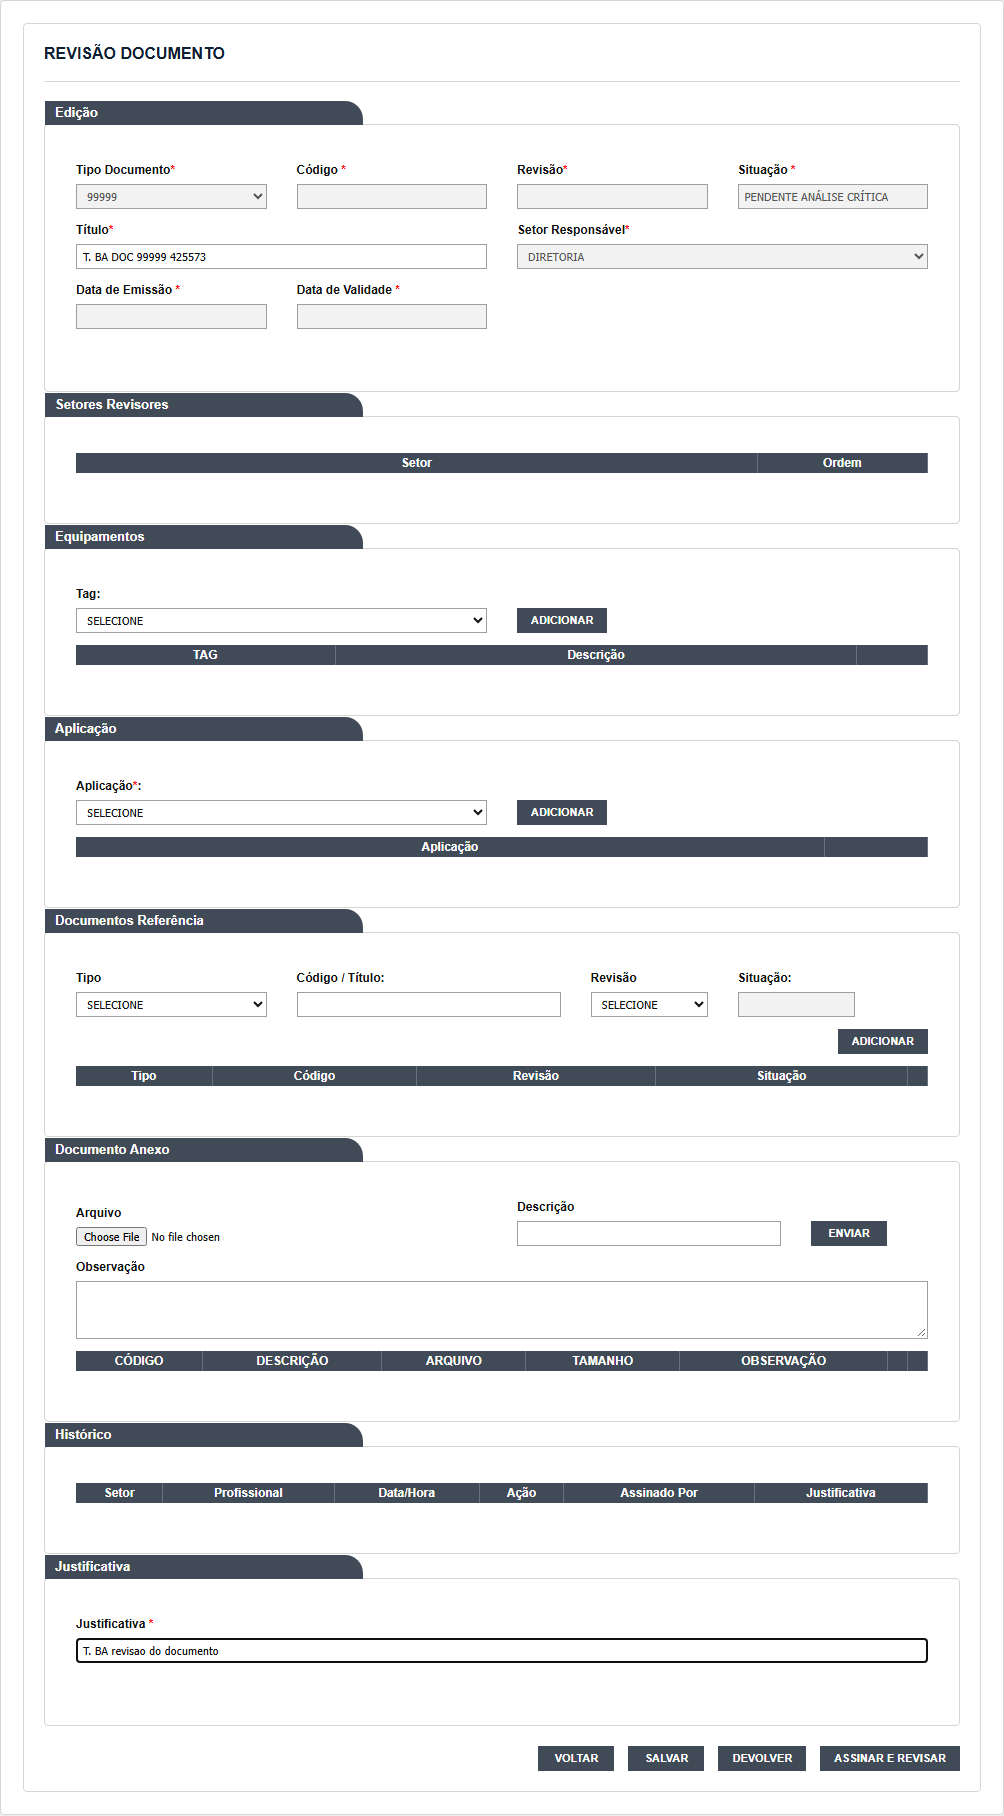 REVISÃO DOCUMENTO
Edição
Tipo Documento* Código * Revisão* Situação *
99999 PENDENTE ANÁLISE CRÍTICA
Título* Setor Responsável*
T. BA DOC 99999 425573 DIRETORIA
Data de Emissão * Data de Validade *
Setores Revisores
Setor Ordem
Equipamentos
Tag:
SELECIONE ADICIONAR
TAG Descrição
Aplicação
Aplicação*:
SELECIONE ADICIONAR
Aplicação
Documentos Referência
Tipo Código / Título: Revisão Situação:
SELECIONE SELECIONE
ADICIONAR
Tipo Código Revisão Situação
Documento Anexo
Arquivo Descrição
Choose File No file chosen ENVIAR
Observação
CÓDIGO DESCRIÇÃO ARQUIVO TAMANHO OBSERVAÇÃO
Histórico
Setor Profissional Data/Hora Ação Assinado Por Justificativa
Justificativa
Justificativa *
T. BA revisao do documento
VOLTAR SALVAR DEVOLVER ASSINAR E REVISAR